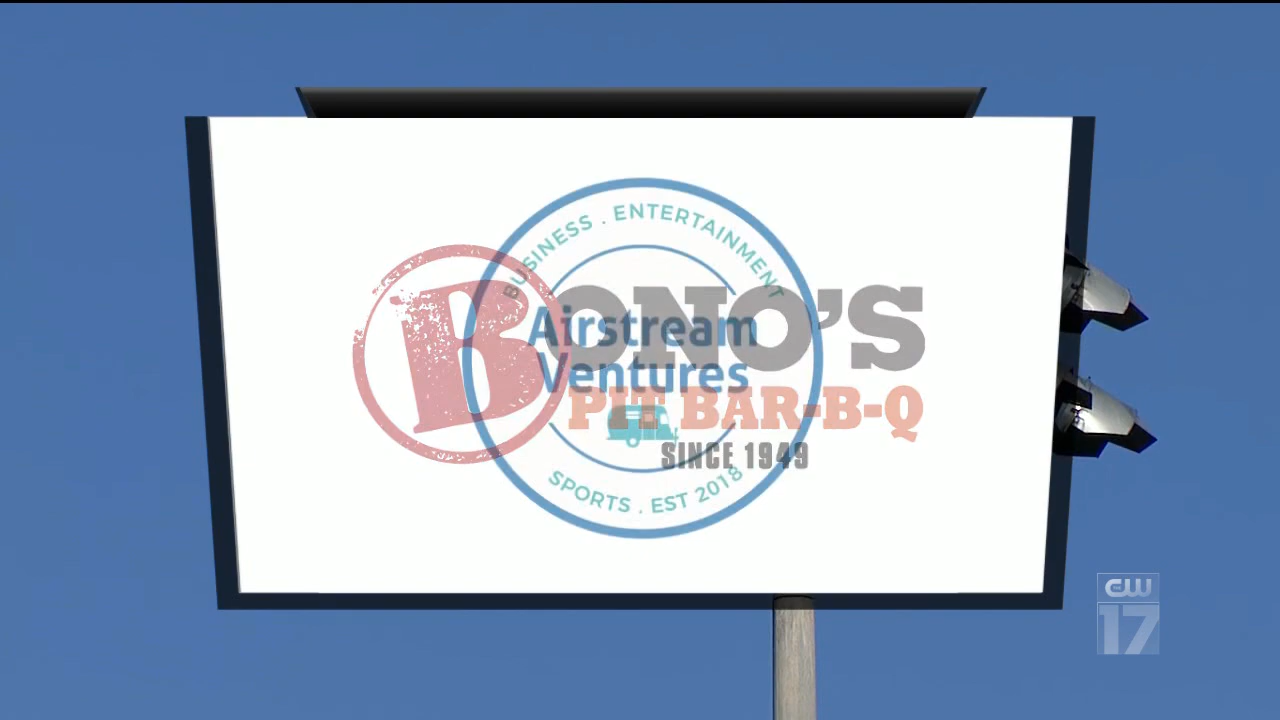 BUSINESS . ENTERTAINMENT
BONO'S
Airstream
Ventures
PIT BAR-B-Q
SINCE 1949
SPORTS . EST 2018
CW
17